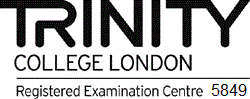 TRINITY
COLLEGE LONDON
Registered Examination Centre 5849